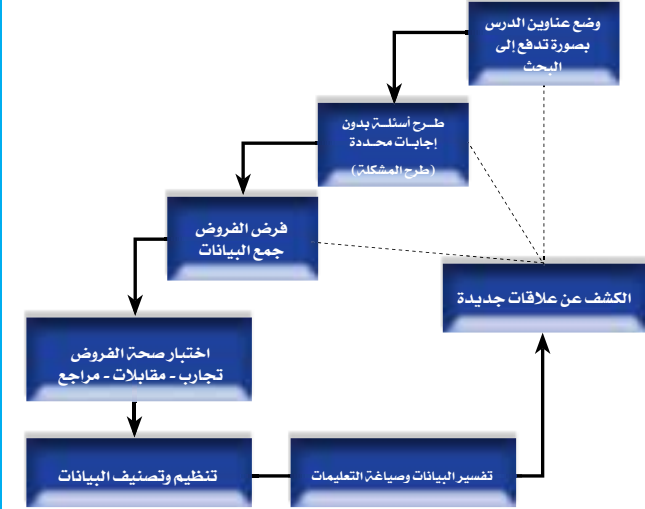 وضع عناوين الدرس
بصورة تدفع إلى
البحث
طرح أسئلة بدون
إجابات محددة
(طرح المشكلة)
فرض الفروض
جمع البيانات
الكشف عن علاقات جديدة
اختبار صحة الفروض
تجارب - مقابلات - مراجع
تنظيم وتصنيف البيانات
تفسير البيانات وصياغة التعليمات